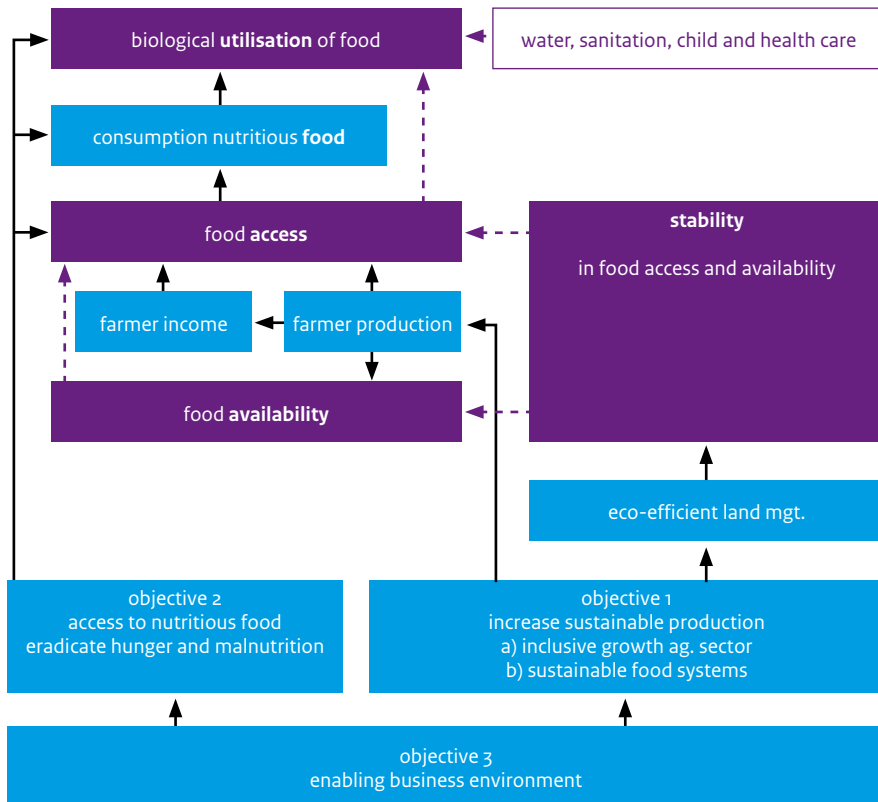 biological utilisation of food
water, sanitation, child and health care
consumption nutritious food
food access
stability
in food access and availability
farmer income
farmer production
food availability
eco-efficient land mgt.
objective 2
access to nutritious food
eradicate hunger and malnutrition
objective 1
increase sustainable production
a) inclusive growth ag. sector
b) sustainable food systems
objective 3
enabling business environment